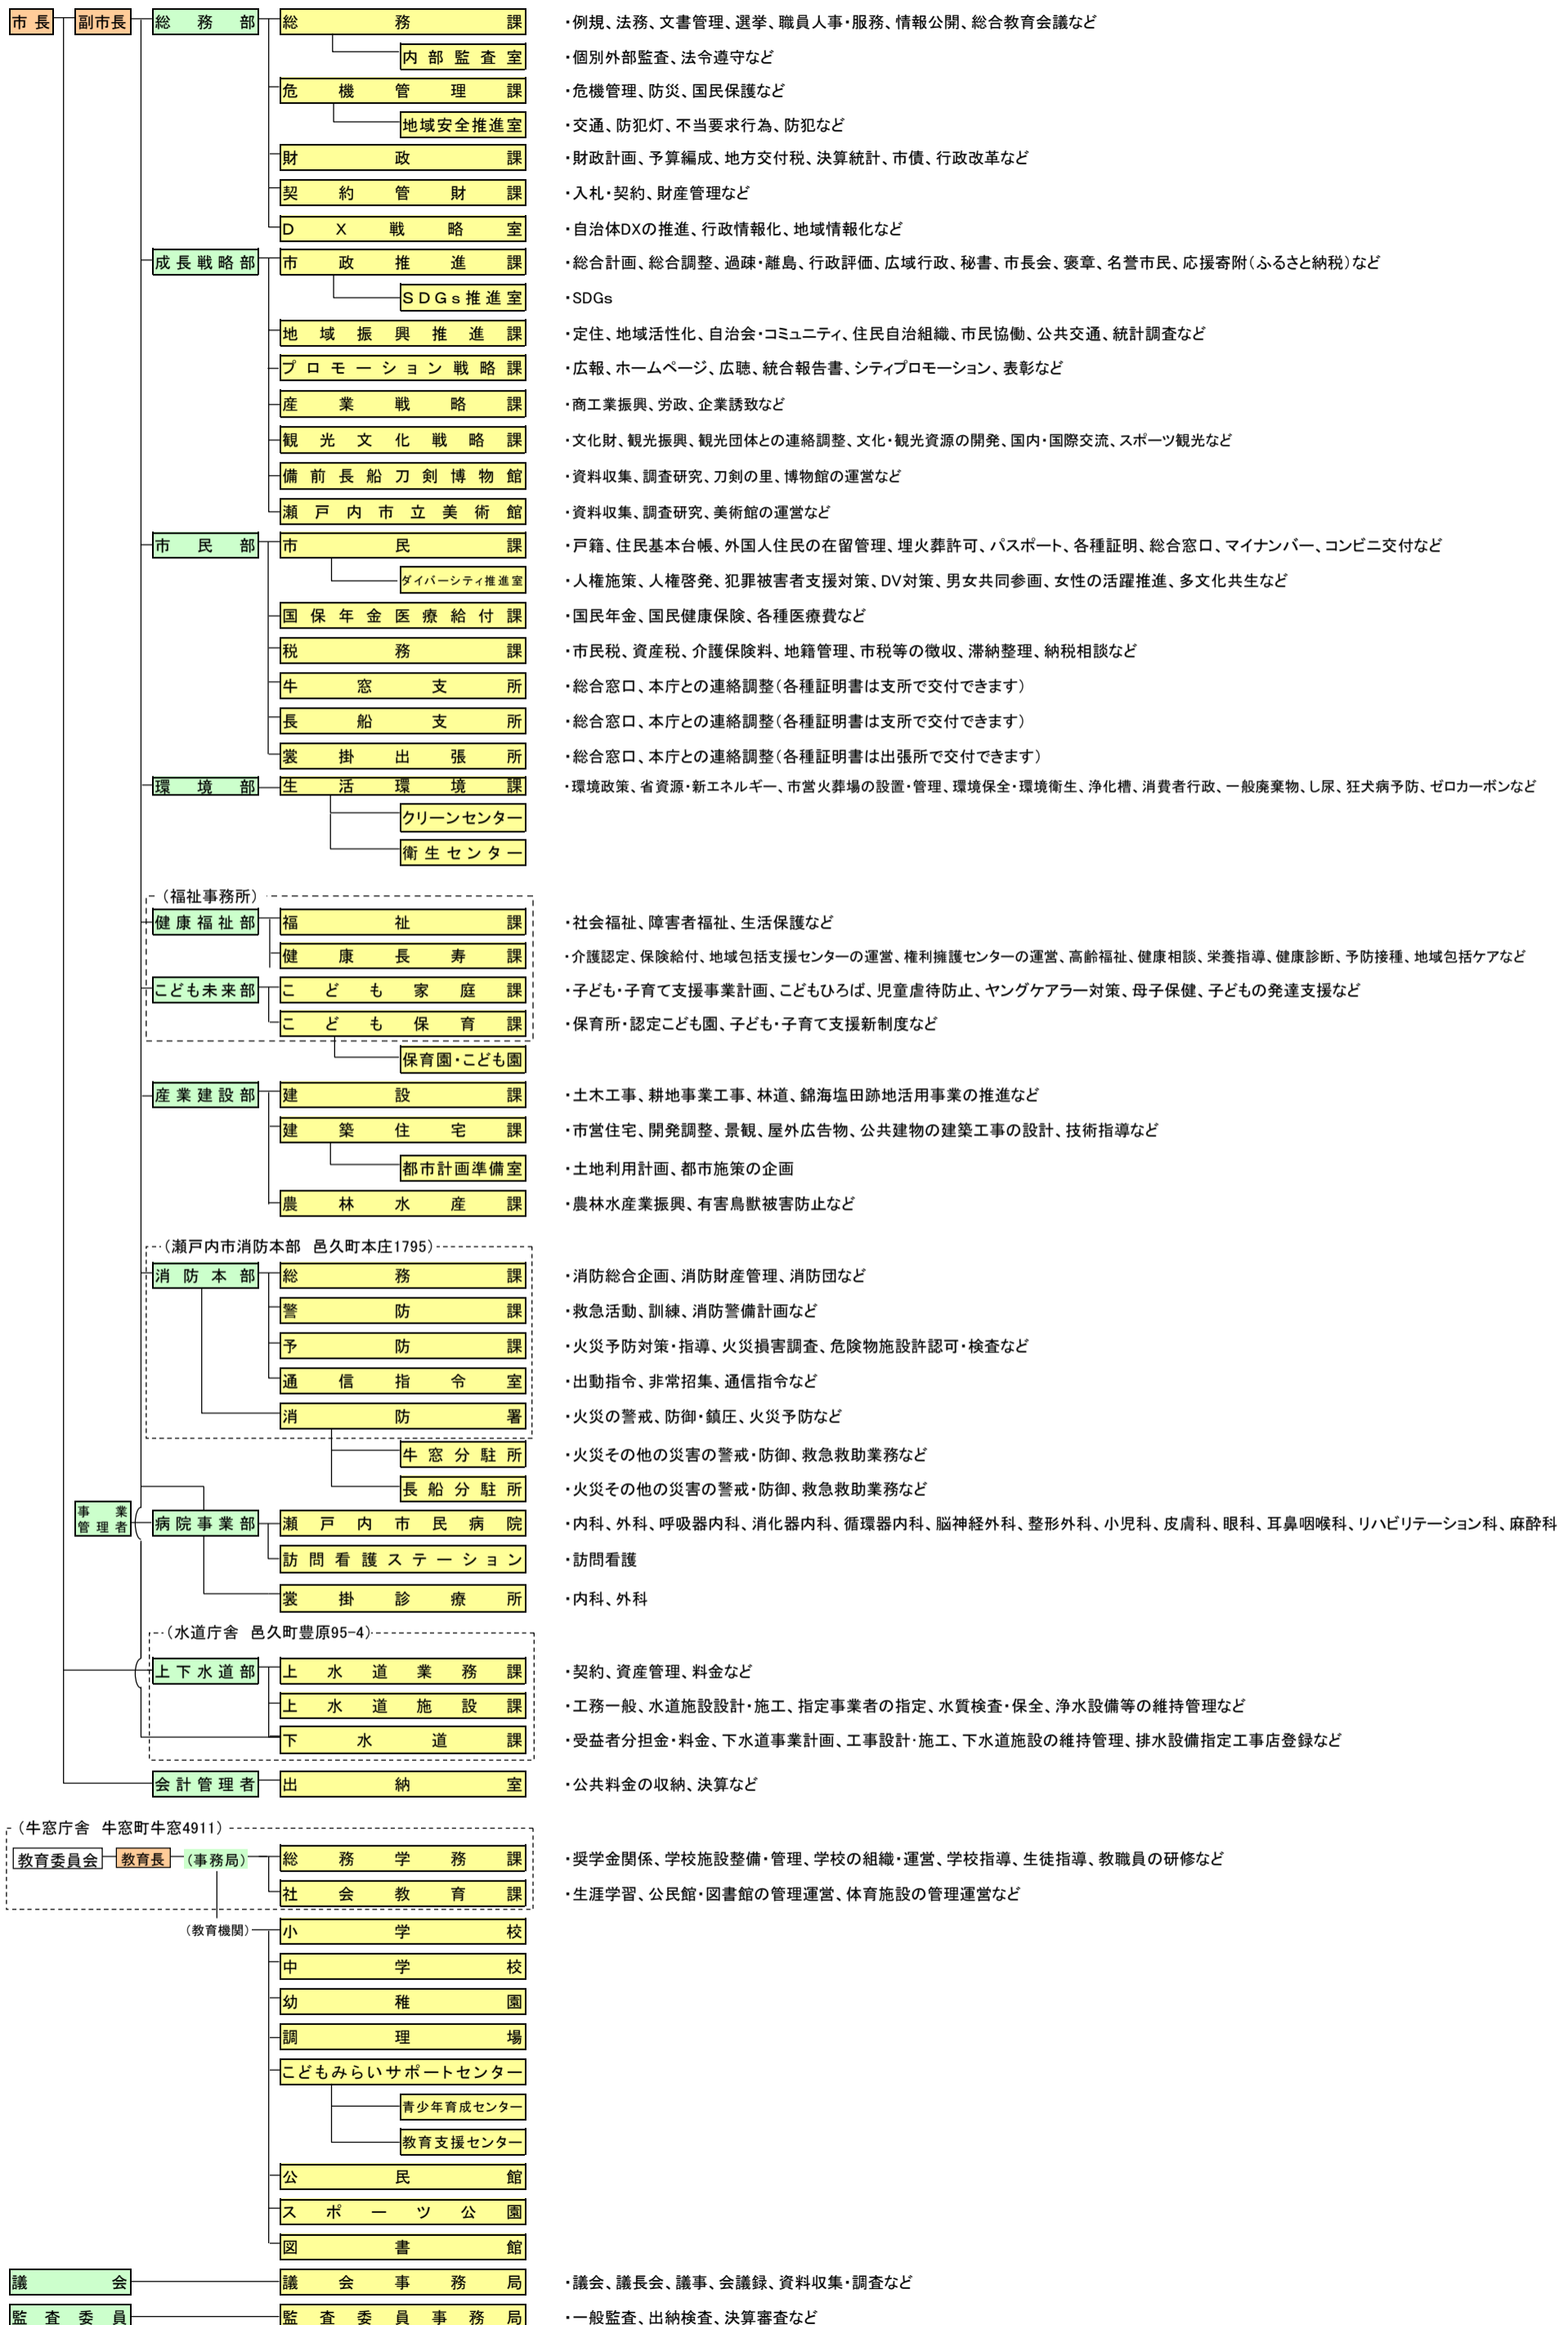 市長 副市長 総務部 総務課 ・例規、法務、文書管理、選挙、職員人事・服務、情報公開、総合教育会議など
内部監査室 ・個別外部監査、法令遵守など
危機管理課 ・危機管理、防災、国民保護など
地域安全推進室 ・交通、防犯灯、不当要求行為、防犯など
財政課 ・財政計画、予算編成、地方交付税、決算統計、市債、行政改革など
契約管財課 ・入札・契約、財産管理など
DX戦略室 ・自治体DXの推進、行政情報化、地域情報化など
成長戦略部 市政推進課 ・総合計画、総合調整、過疎・離島、行政評価、広域行政、秘書、市長会、褒章、名誉市民、応援寄附(ふるさと納税)など
SDGs推進室 ・SDGs
地域振興推進課 ・定住、地域活性化、自治会・コミュニティ、住民自治組織、市民協働、公共交通、統計調査など
プロモーション戦略課 ・広報、ホームページ、広聴、統合報告書、シティプロモーション、表彰など
産業戦略課 ・商工業振興、労政、企業誘致など
観光文化戦略課 ・文化財、観光振興、観光団体との連絡調整、文化・観光資源の開発、国内・国際交流、スポーツ観光など
備前長船刀剣博物館 ・資料収集、調査研究、刀剣の里、博物館の運営など
瀬戸内市立美術館 ・資料収集、調査研究、美術館の運営など
市民部 市民課 ・戸籍、住民基本台帳、外国人住民の在留管理、埋火葬許可、パスポート、各種証明、総合窓口、マイナンバー、コンビニ交付など
ダイバーシティ推進室 ・人権施策、人権啓発、犯罪被害者支援対策、DV対策、男女共同参画、女性の活躍推進、多文化共生など
国保年金医療給付課 ・国民年金、国民健康保険、各種医療費など
税務課 ・市民税、資産税、介護保険料、地籍管理、市税等の徴収、滞納整理、納税相談など
牛窓支所 ・総合窓口、本庁との連絡調整(各種証明書は支所で交付できます)
長船支所 ・総合窓口、本庁との連絡調整(各種証明書は支所で交付できます)
裳掛出張所 ・総合窓口、本庁との連絡調整(各種証明書は出張所で交付できます)
環境部 生活環境課 ・環境政策、省資源・新エネルギー、市営火葬場の設置・管理、環境保全・環境衛生、浄化槽、消費者行政、一般廃棄物、し尿、狂犬病予防、ゼロカーボンなど
クリーンセンター
衛生センター
(福祉事務所)
健康福祉部 福祉課 ・社会福祉、障害者福祉、生活保護など
健康長寿課 ・介護認定、保険給付、地域包括支援センターの運営、権利擁護センターの運営、高齢福祉、健康相談、栄養指導、健康診断、予防接種、地域包括ケアなど
こども未来部 こども家庭課 ・子ども・子育て支援事業計画、こどもひろば、児童虐待防止、ヤングケアラー対策、母子保健、子どもの発達支援など
こども保育課 ・保育所・認定こども園、子ども・子育て支援新制度など
保育園・こども園
産業建設部 建設課 ・土木工事、耕地事業工事、林道、錦海塩田跡地活用事業の推進など
建築住宅課 ・市営住宅、開発調整、景観、屋外広告物、公共建物の建築工事の設計、技術指導など
都市計画準備室 ・土地利用計画、都市施策の企画
農林水産課 ・農林水産業振興、有害鳥獣被害防止など
(瀬戸内市消防本部 邑久町本庄1795)
消防本部 総務課 ・消防総合企画、消防財産管理、消防団など
警防課 ・救急活動、訓練、消防警備計画など
予防課 ・火災予防対策・指導、火災損害調査、危険物施設許認可・検査など
通信指令室 ・出動指令、非常招集、通信指令など
消防署 ・火災の警戒、防御・鎮圧、火災予防など
牛窓分駐所 ・火災その他の災害の警戒・防御、救急救助業務など
長船分駐所 ・火災その他の災害の警戒・防御、救急救助業務など
事業
管理者 病院事業部 瀬戸内市民病院 ・内科、外科、呼吸器内科、消化器内科、循環器内科、脳神経外科、整形外科、小児科、皮膚科、眼科、耳鼻咽喉科、リハビリテーション科、麻酔科
訪問看護ステーション ・訪問看護
裳掛診療所 ・内科、外科
(水道庁舎 邑久町豊原95-4)
上下水道部 上水道業務課 ・契約、資産管理、料金など
上水道施設課 ・工務一般、水道施設設計・施工、指定事業者の指定、水質検査・保全、浄水設備等の維持管理など
下水道課 ・受益者分担金・料金、下水道事業計画、工事設計・施工、下水道施設の維持管理、排水設備指定工事店登録など
会計管理者 出納室 ・公共料金の収納、決算など
(牛窓庁舎 牛窓町牛窓4911)
教育委員会 教育長 (事務局) 総務学務課 ・奨学金関係、学校施設整備・管理、学校の組織・運営、学校指導、生徒指導、教職員の研修など
社会教育課 ・生涯学習、公民館・図書館の管理運営、体育施設の管理運営など
(教育機関) 小学校
中学校
幼稚園
調理場
こどもみらいサポートセンター
青少年育成センター
教育支援センター
公民館
スポーツ公園
図書館
議会 議会事務局 ・議会、議長会、議事、会議録、資料収集・調査など
監査委員 監査委員事務局 ・一般監査、出納検査、決算審査など